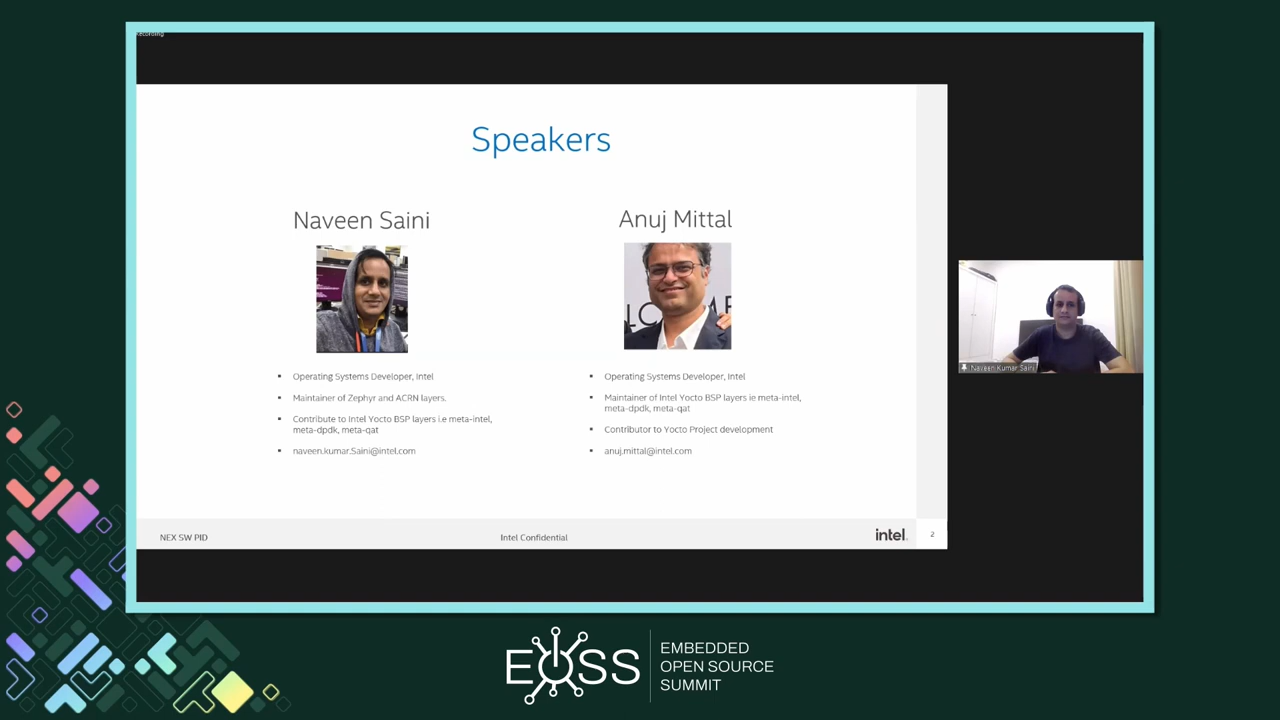 Recording
Speakers
Naveen Saini
Anuj Mittal
▪ Operating Systems Developer, Intel
▪ Maintainer of Zephyr and ACRN layers.
▪ Contribute to Intel Yocto BSP layers i.e meta-intel,
meta-dpdk, meta-qat
▪ naveen.kumar.Saini@intel.com
▪ Operating Systems Developer, Intel
▪ Maintainer of Intel Yocto BSP layers ie meta-intel,
meta-dpdk, meta-qat
▪ Contributor to Yocto Project development
▪ anuj.mittal@intel.com
Naveen Kumar Saini
NEX SW PID
Intel Confidential
intel.
2
EOSS
EMBEDDED
OPEN SOURCE
SUMMIT